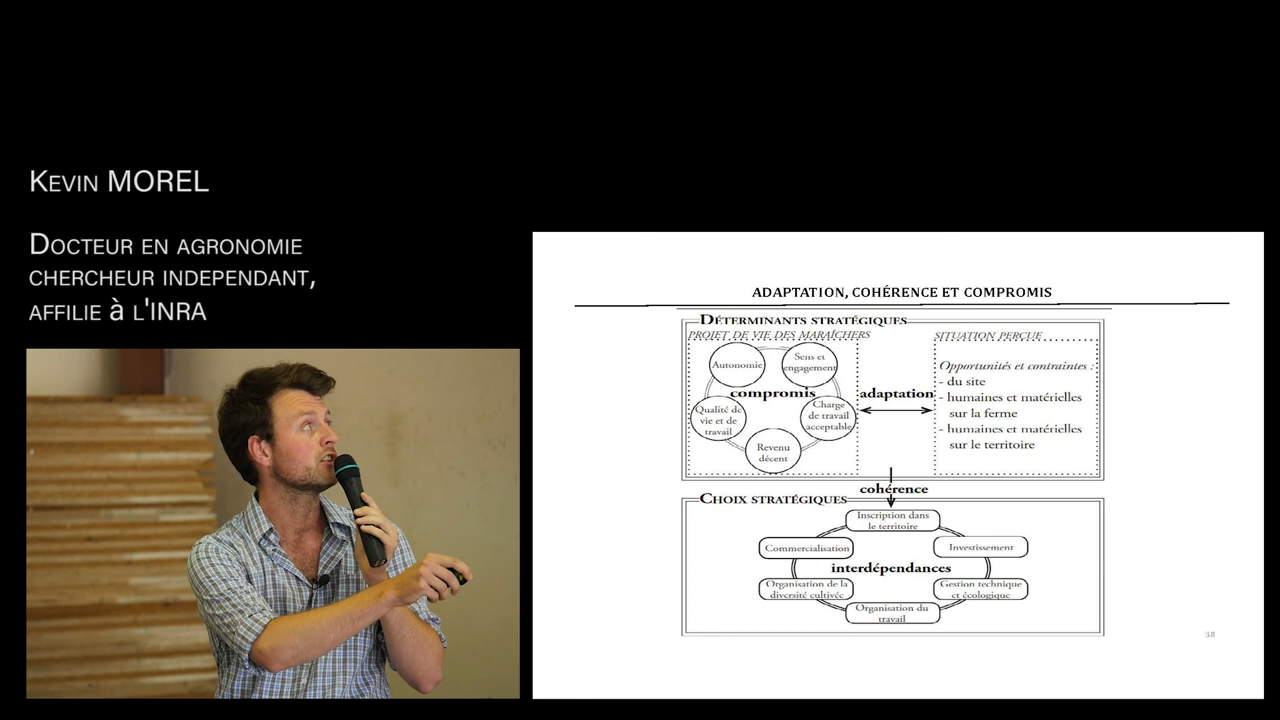 KEVIN MOREL
DOCTEUR EN AGRONOMIE
CHERCHEUR INDEPENDANT,
AFFILIE à L'INRA
ADAPTATION, COHÉRENCE ET COMPROMIS
DÉTERMINANTS STRATÉGIQUES
PROJET DE VIE DES MARAÎCHERS
SITUATION PERÇUE
Autonomie
Sens et
engagement
compromis
Qualité de
vie et de
travail
Charge
de travail
acceptable
Revenu
décent
adaptation
Opportunités et contraintes :
- du site
- humaines et matérielles
sur la ferme
- humaines et matérielles
sur le territoire
cohérence
CHOIX STRATÉGIQUES
Inscription dans
le territoire
Commercialisation
Investissement
interdépendances
Organisation de la
diversité cultivée
Gestion technique
et écologique
Organisation du
travail
38